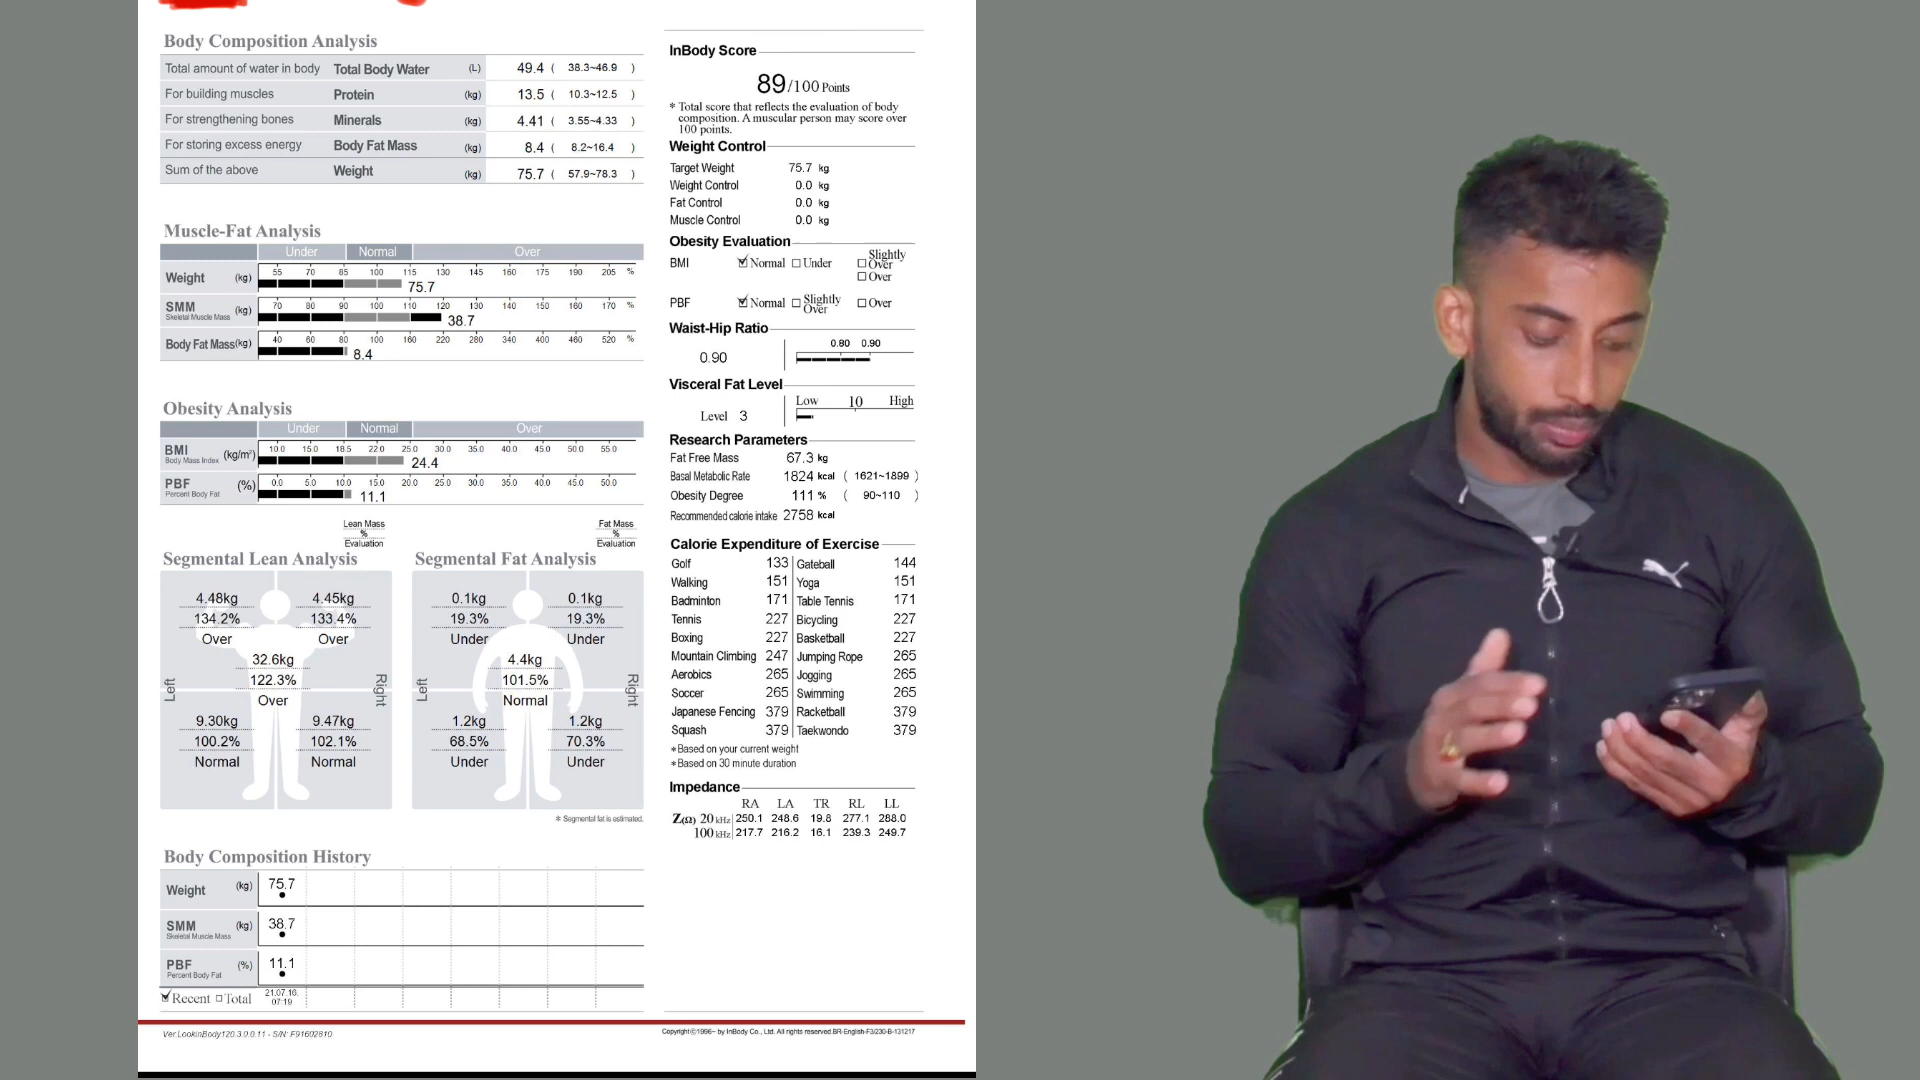 Body Composition Analysis
Total amount of water in body Total Body Water (L) 49.4 ( 38.3~46.9 )
For building muscles Protein (kg) 13.5 ( 10.3~12.5 )
For strengthening bones Minerals (kg) 4.41 ( 3.55~4.33 )
For storing excess energy Body Fat Mass (kg) 8.4 ( 8.2~16.4 )
Sum of the above Weight (kg) 75.7 ( 57.9~78.3 )
Muscle-Fat Analysis
Under Normal Over
Weight (kg) 55 70 85 100 115 130 145 160 175 190 205 %
75.7
SMM (kg) 70 80 90 100 110 120 130 140 150 160 170 %
Skeletal Muscle Mass 38.7
Body Fat Mass (kg) 40 60 80 100 160 220 280 340 400 460 520 %
8.4
Obesity Analysis
Under Normal Over
BMI (kg/m²) 10.0 15.0 18.5 22.0 25.0 30.0 35.0 40.0 45.0 50.0 55.0
Body Mass Index 24.4
PBF (%) 0.0 5.0 10.0 15.0 20.0 25.0 30.0 35.0 40.0 45.0 50.0
Percent Body Fat 11.1
Lean Mass
%
Evaluation
Segmental Lean Analysis
4.48kg 4.45kg
134.2% 133.4%
Over Over
32.6kg
122.3%
Over
Left Right
9.30kg 9.47kg
100.2% 102.1%
Normal Normal
Fat Mass
%
Evaluation
Segmental Fat Analysis
0.1kg 0.1kg
19.3% 19.3%
Under Under
4.4kg
101.5%
Normal
Left Right
1.2kg 1.2kg
68.5% 70.3%
Under Under
* Segmental fat is estimated.
Body Composition History
Weight (kg) 75.7
SMM (kg) 38.7
Skeletal Muscle Mass
PBF (%) 11.1
Percent Body Fat
Recent Total 21.07.16.
07:19
Ver.LookinBody120.3.0.0.11 - S/N: F91602810
InBody Score
89/100 Points
* Total score that reflects the evaluation of body
composition. A muscular person may score over
100 points.
Weight Control
Target Weight 75.7 kg
Weight Control 0.0 kg
Fat Control 0.0 kg
Muscle Control 0.0 kg
Obesity Evaluation
BMI Normal Under Slightly
Over
Over
PBF Normal Slightly
Over Over
Waist-Hip Ratio
0.80 0.90
0.90
Visceral Fat Level
Low 10 High
Level 3
Research Parameters
Fat Free Mass 67.3 kg
Basal Metabolic Rate 1824 kcal ( 1621~1899 )
Obesity Degree 111 % ( 90~110 )
Recommended calorie intake 2758 kcal
Calorie Expenditure of Exercise
Golf 133 Gateball 144
Walking 151 Yoga 151
Badminton 171 Table Tennis 171
Tennis 227 Bicycling 227
Boxing 227 Basketball 227
Mountain Climbing 247 Jumping Rope 265
Aerobics 265 Jogging 265
Soccer 265 Swimming 265
Japanese Fencing 379 Racketball 379
Squash 379 Taekwondo 379
*Based on your current weight
*Based on 30 minute duration
Impedance
RA LA TR RL LL
Z(Ω) 20 kHz 250.1 248.6 19.8 277.1 288.0
100 kHz 217.7 216.2 16.1 239.3 249.7
Copyright©1996~ by InBody Co., Ltd. All rights reserved.BR-English-F3/230-B-131217